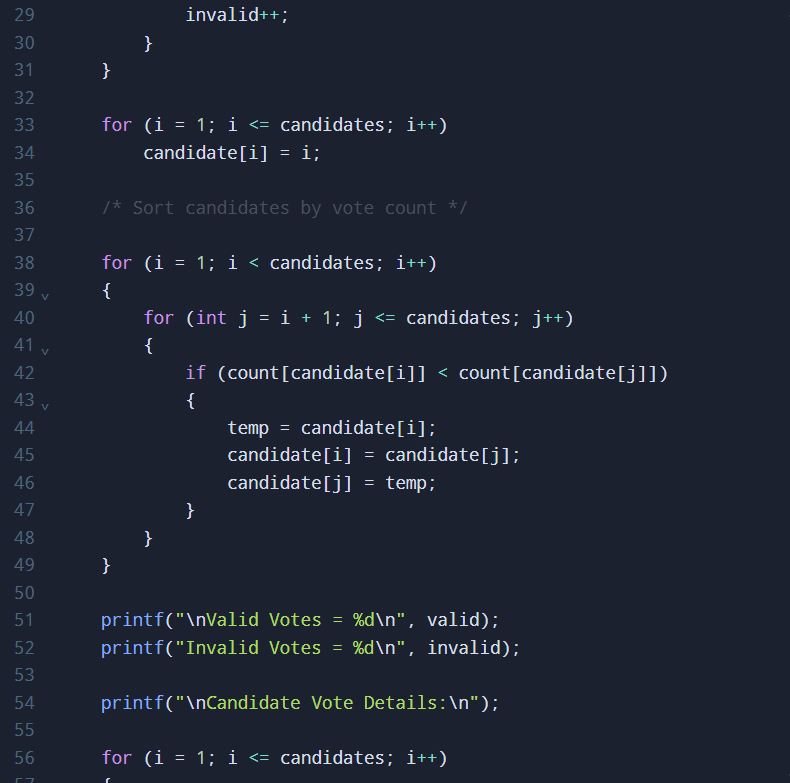 29 invalid++;
30 }
31 }
32
33 for (i = 1; i <= candidates; i++)
34 candidate[i] = i;
35
36 /* Sort candidates by vote count */
37
38 for (i = 1; i < candidates; i++)
39 {
40 for (int j = i + 1; j <= candidates; j++)
41 {
42 if (count[candidate[i]] < count[candidate[j]])
43 {
44 temp = candidate[i];
45 candidate[i] = candidate[j];
46 candidate[j] = temp;
47 }
48 }
49 }
50
51 printf("\nValid Votes = %d\n", valid);
52 printf("Invalid Votes = %d\n", invalid);
53
54 printf("\nCandidate Vote Details:\n");
55
56 for (i = 1; i <= candidates; i++)
57 {